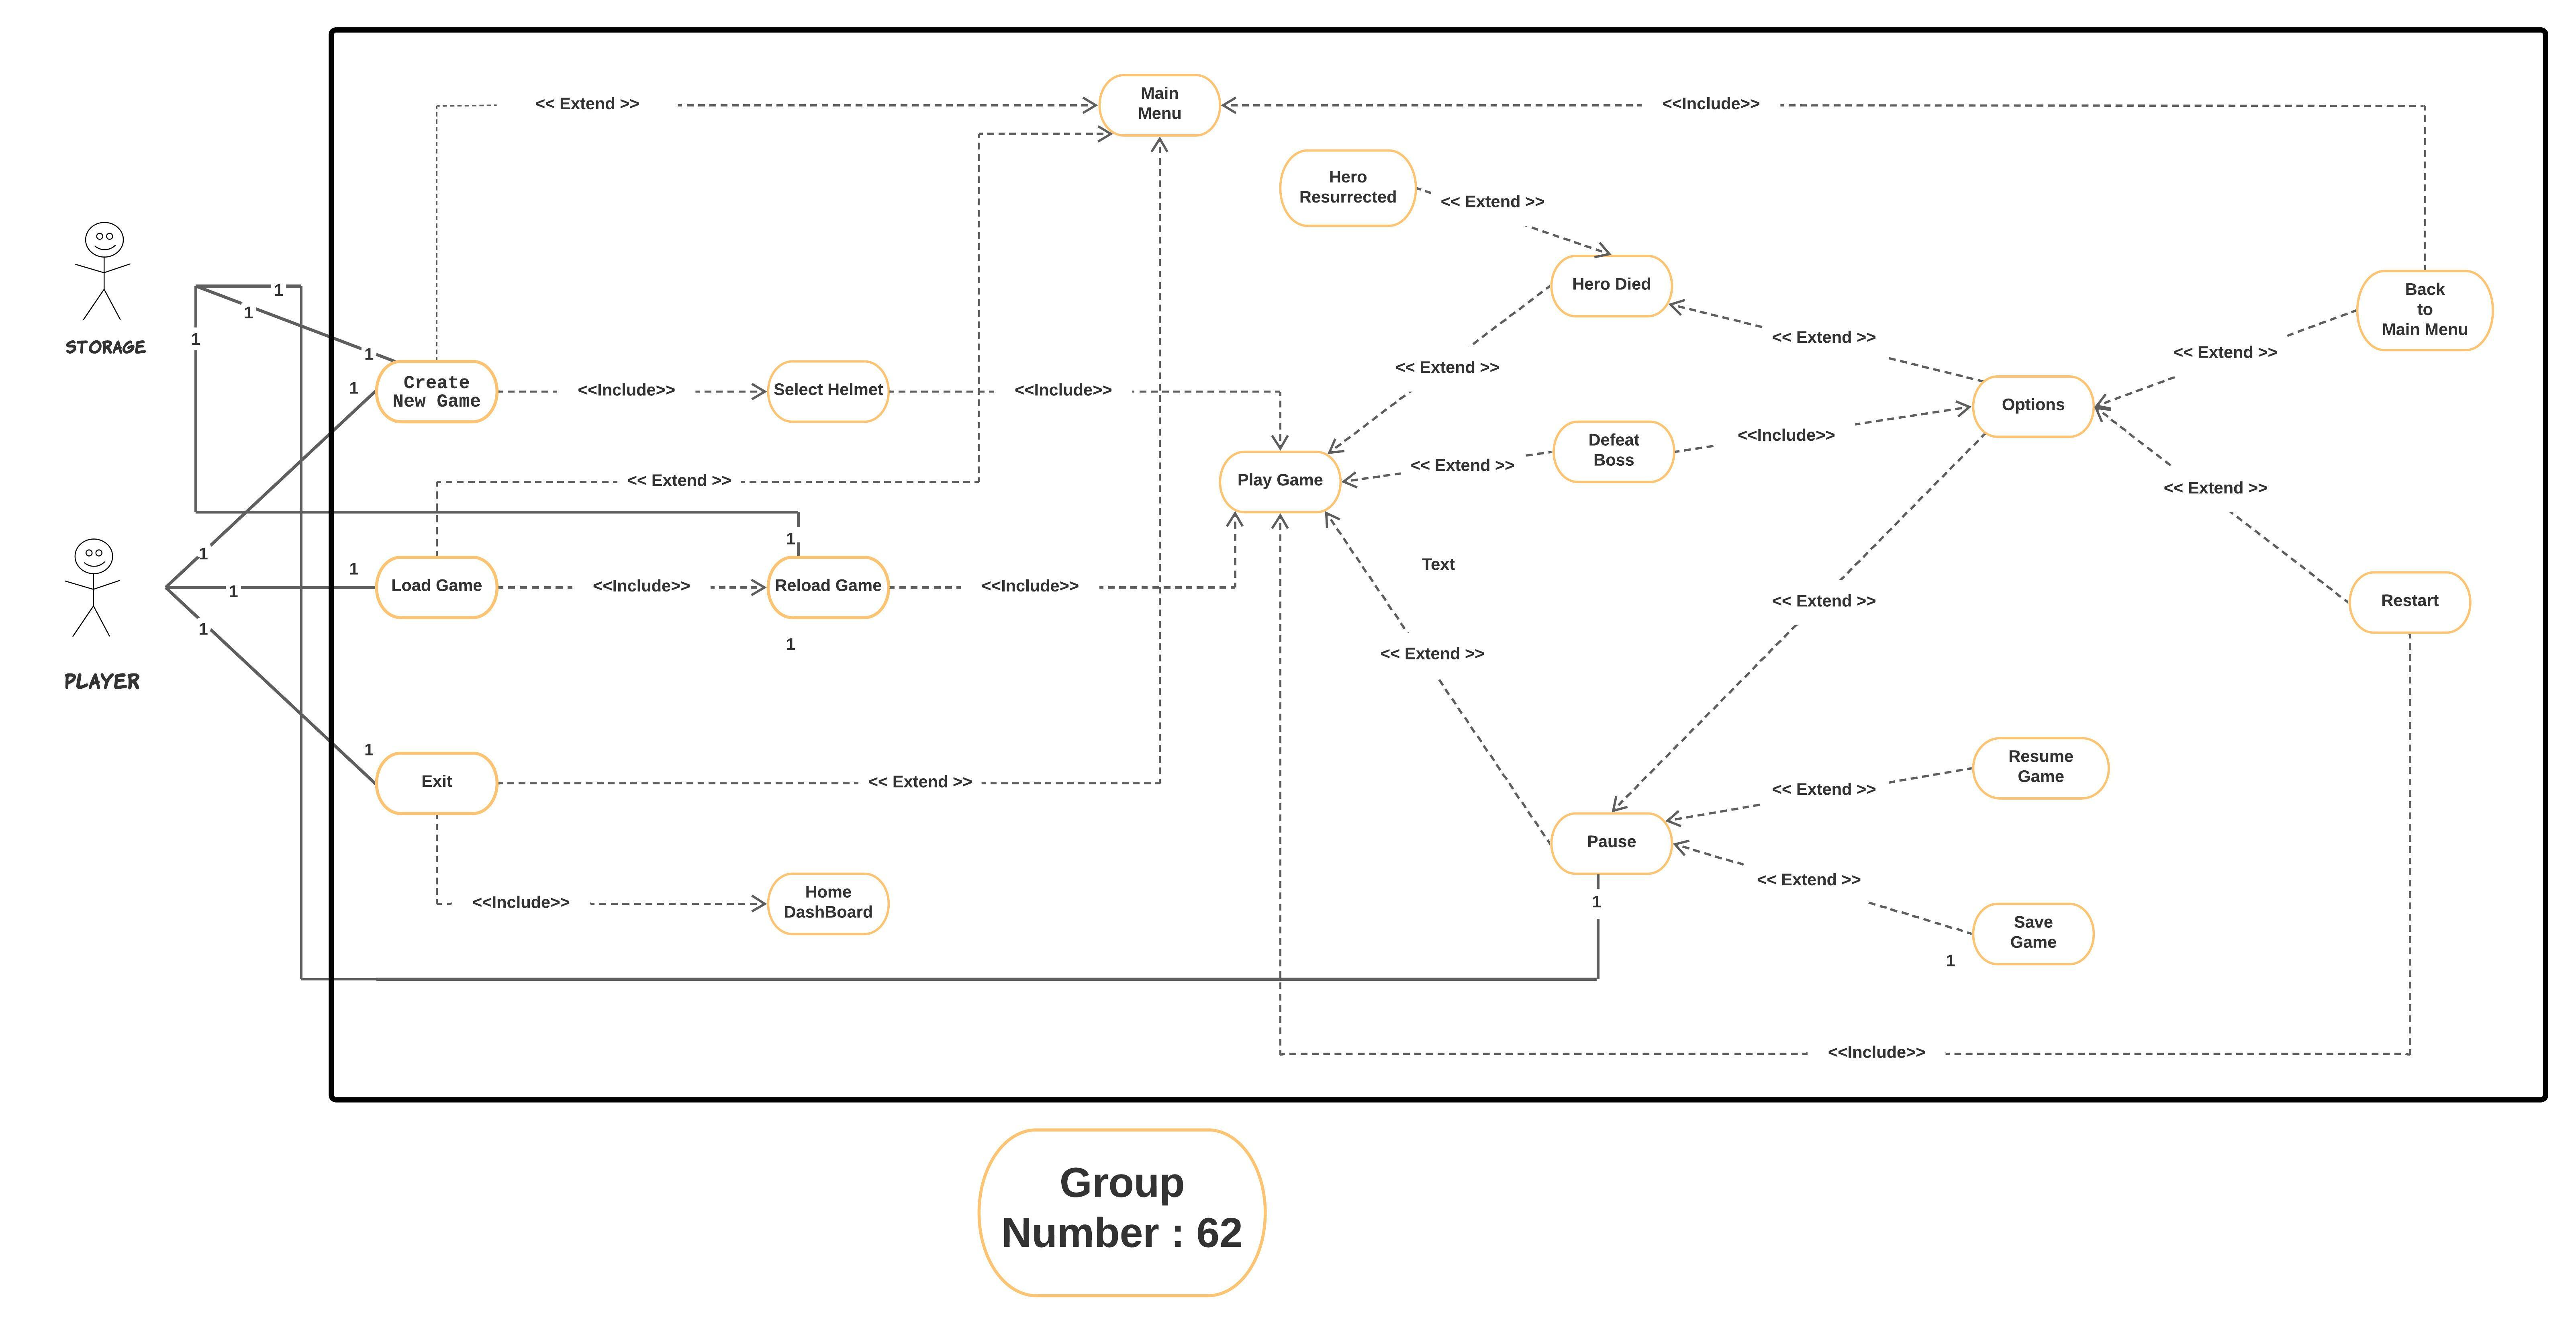 Main
Menu
<< Extend >>
<<Include>>
Hero
Resurrected
<< Extend >>
Hero Died
Back
to
Main Menu
1
1
1
STORAGE
1
<< Extend >>
<< Extend >>
<< Extend >>
1
Create
New Game
<<Include>>
Select Helmet
<<Include>>
Options
Defeat
Boss
<<Include>>
<< Extend >>
Play Game
<< Extend >>
<< Extend >>
1
1
1
Text
1
Load Game
<<Include>>
Reload Game
<<Include>>
<< Extend >>
Restart
1
1
<< Extend >>
PLAYER
1
Exit
<< Extend >>
Resume
Game
<< Extend >>
Pause
<< Extend >>
Home
DashBoard
<<Include>>
1
Save
Game
1
<<Include>>
Group
Number : 62